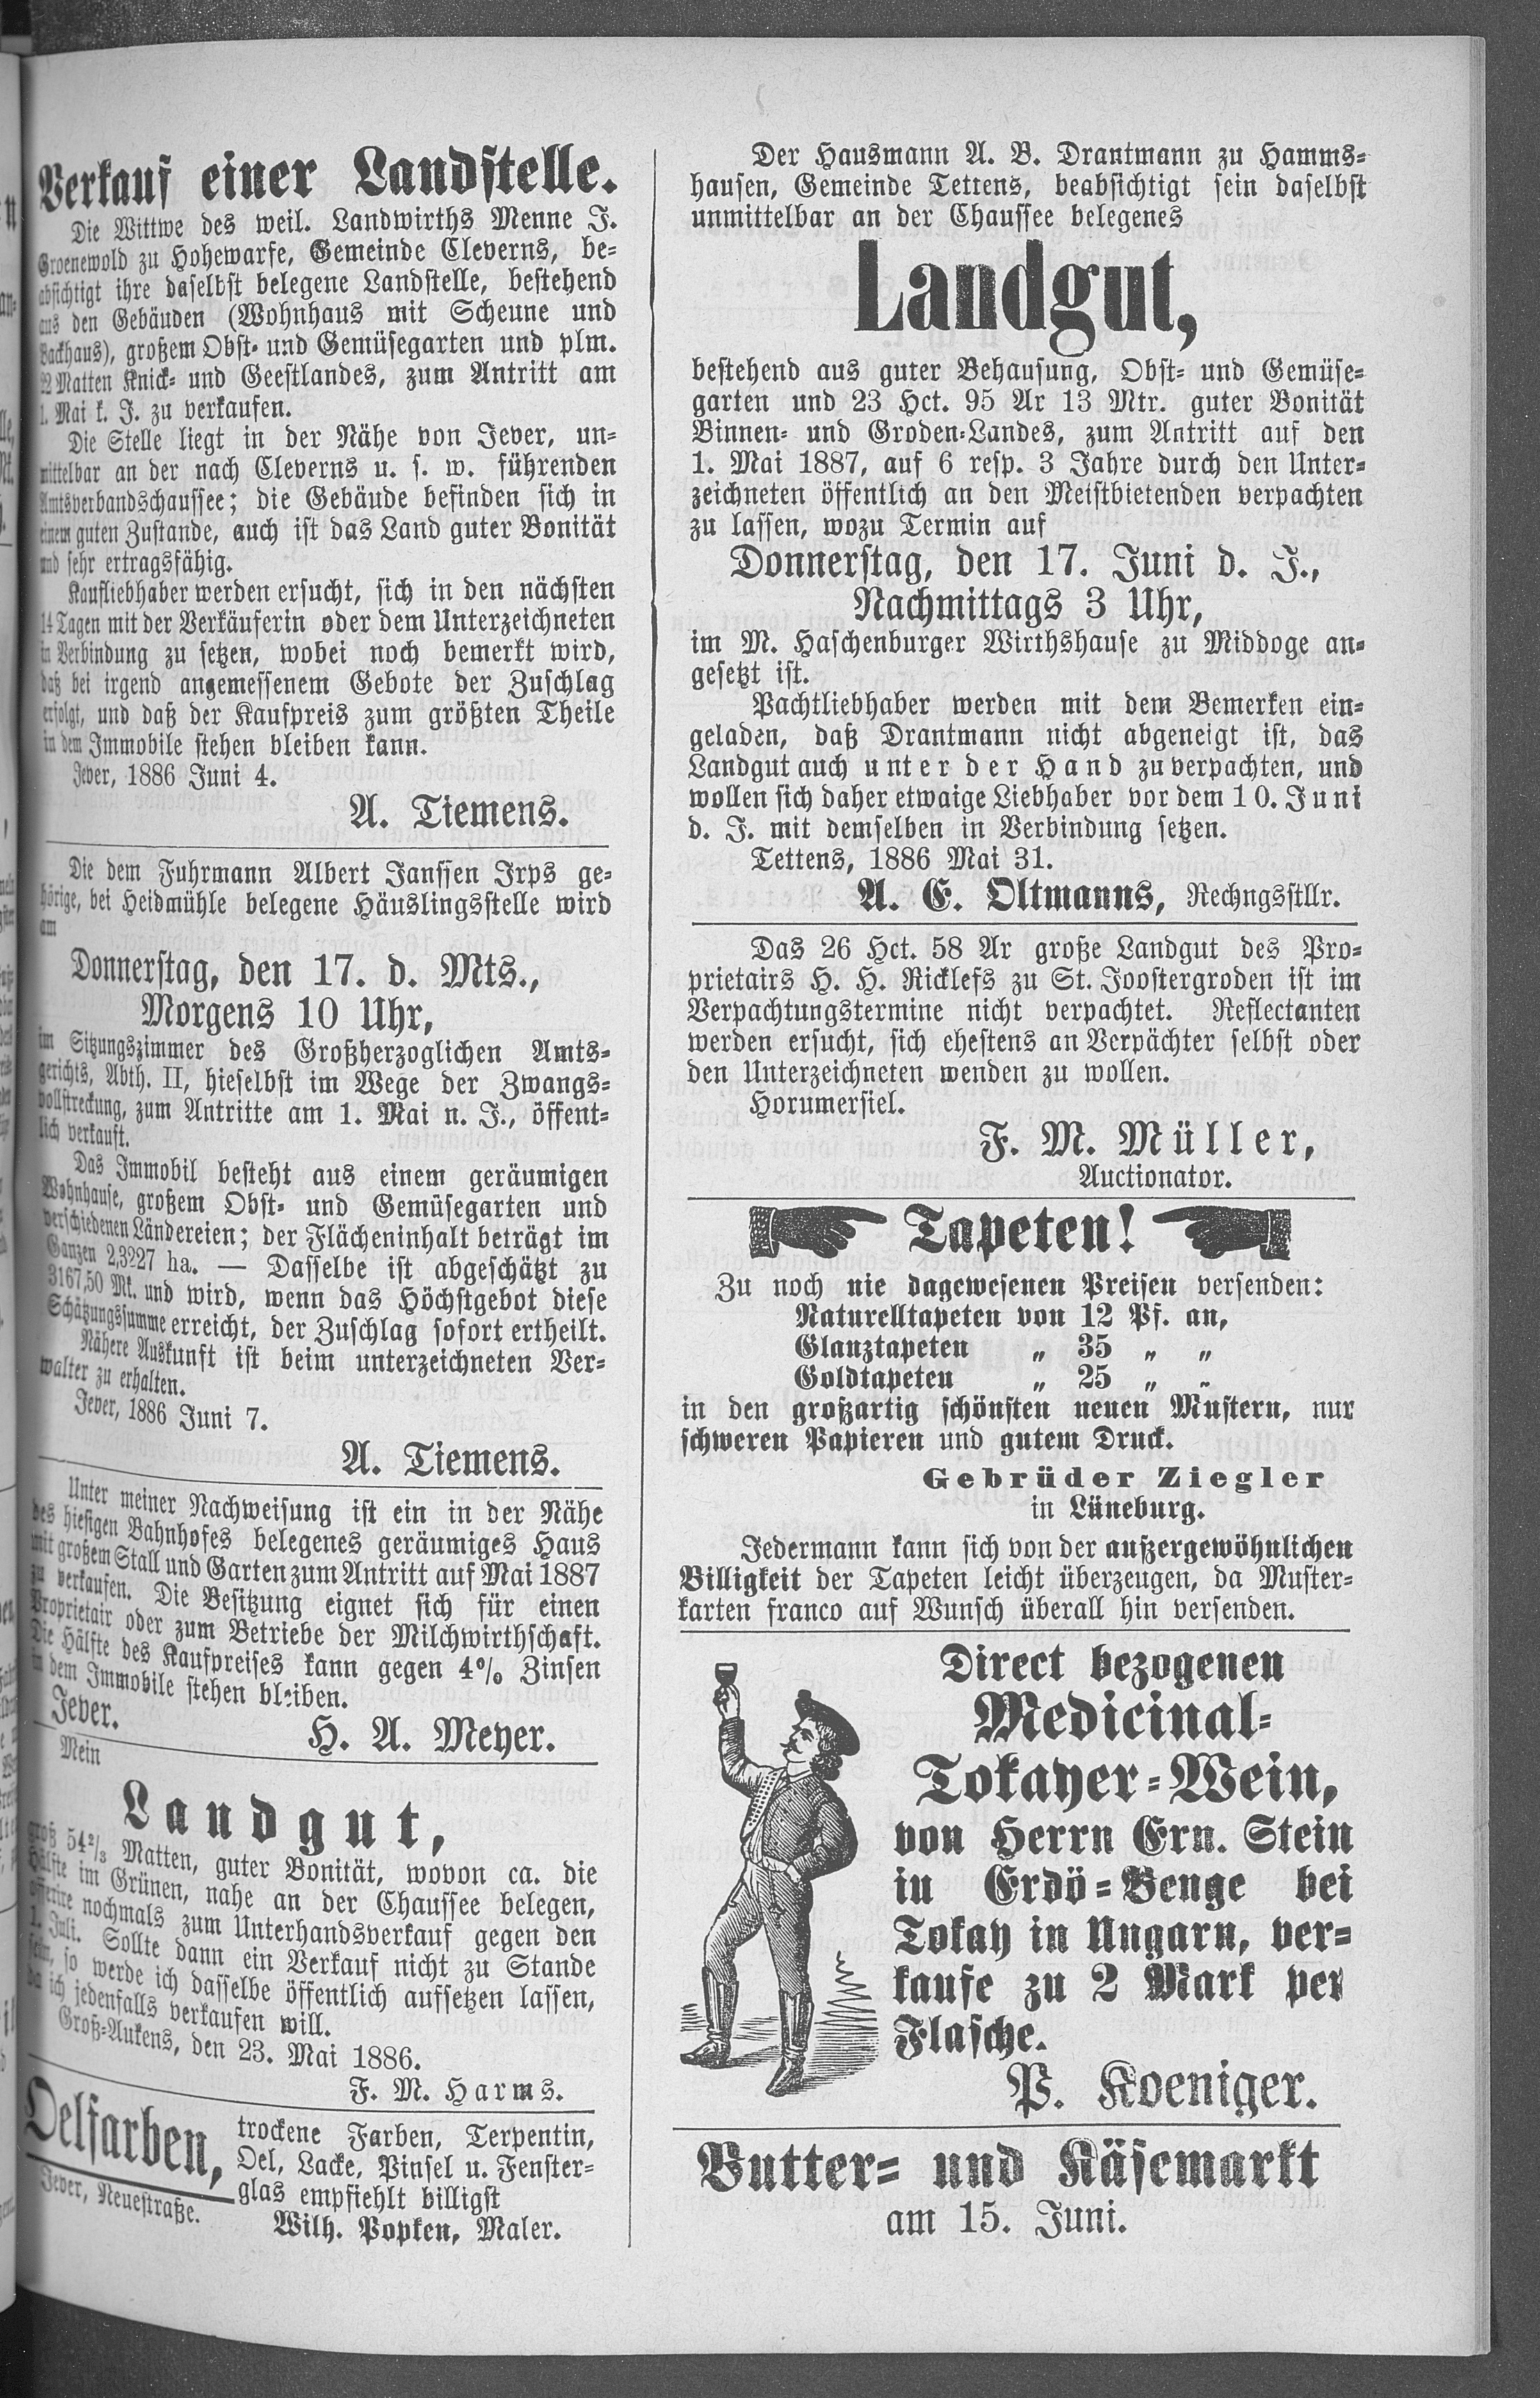 Verkauf einer Landstelle.
Die Wittwe des weil. Landwirths Menne J.
Groenewold zu Hohewarfe, Gemeinde Cleverns, be-
absichtigt ihre daselbst belegene Landstelle, bestehend
aus den Gebäuden (Wohnhaus mit Scheune und
Backhaus), großem Obst- und Gemüsegarten und plm.
22 Matten Knick- und Geestlandes, zum Antritt am
1. Mai k. J. zu verkaufen.
Die Stelle liegt in der Nähe von Jever, un-
mittelbar an der nach Cleverns u. s. w. führenden
Amtsverbandschaussee; die Gebäude befinden sich in
einem guten Zustande, auch ist das Land guter Bonität
und sehr ertragsfähig.
Kaufliebhaber werden ersucht, sich in den nächsten
14 Tagen mit der Verkäuferin oder dem Unterzeichneten
in Verbindung zu setzen, wobei noch bemerkt wird,
daß bei irgend angemessenem Gebote der Zuschlag
erfolgt, und daß der Kaufpreis zum größten Theile
in dem Immobile stehen bleiben kann.
Jever, 1886 Juni 4.
A. Tiemens.
Die dem Fuhrmann Albert Janssen Irps ge-
hörige, bei Heidmühle belegene Häuslingsstelle wird
am
Donnerstag, den 17. d. Mts.,
Morgens 10 Uhr,
im Sitzungszimmer des Großherzoglichen Amts-
gerichts, Abth. II, hieselbst im Wege der Zwangs-
vollstreckung, zum Antritte am 1. Mai n. J., öffent-
lich verkauft.
Das Immobil besteht aus einem geräumigen
Wohnhause, großem Obst- und Gemüsegarten und
verschiedenen Ländereien; der Flächeninhalt beträgt im
Ganzen 2,3227 ha. — Dasselbe ist abgeschätzt zu
3167,50 Mk. und wird, wenn das Höchstgebot diese
Schätzungssumme erreicht, der Zuschlag sofort ertheilt.
Nähere Auskunft ist beim unterzeichneten Ver-
walter zu erhalten.
Jever, 1886 Juni 7.
A. Tiemens.
Unter meiner Nachweisung ist ein in der Nähe
des hiesigen Bahnhofes belegenes geräumiges Haus
mit großem Stall und Garten zum Antritt auf Mai 1887
zu verkaufen. Die Besitzung eignet sich für einen
Proprietair oder zum Betriebe der Milchwirthschaft.
Die Hälfte des Kaufpreises kann gegen 4% Zinsen
in dem Immobile stehen bleiben.
Jever.
H. A. Meyer.
Mein
Landgut,
groß 54 2/3 Matten, guter Bonität, wovon ca. die
Hälfte im Grünen, nahe an der Chaussee belegen,
offerire nochmals zum Unterhandsverkauf gegen den
1. Juli. Sollte dann ein Verkauf nicht zu Stande
sein, so werde ich dasselbe öffentlich aufsetzen lassen,
da ich jedenfalls verkaufen will.
Groß-Aukens, den 23. Mai 1886.
F. M. Harms.
Oelfarben,
trockene Farben, Terpentin,
Oel, Lacke, Pinsel u. Fenster-
glas empfiehlt billigst
Jever, Neuestraße.
Wilh. Popken, Maler.
Der Hausmann A. B. Drantmann zu Hamms-
hausen, Gemeinde Tettens, beabsichtigt sein daselbst
unmittelbar an der Chaussee belegenes
Landgut,
bestehend aus guter Behausung, Obst- und Gemüse-
garten und 23 Hct. 95 Ar 13 Mtr. guter Bonität
Binnen- und Groden-Landes, zum Antritt auf den
1. Mai 1887, auf 6 resp. 3 Jahre durch den Unter-
zeichneten öffentlich an den Meistbietenden verpachten
zu lassen, wozu Termin auf
Donnerstag, den 17. Juni d. J.,
Nachmittags 3 Uhr,
im M. Haschenburger Wirthshause zu Middoge an-
gesetzt ist.
Pachtliebhaber werden mit dem Bemerken ein-
geladen, daß Drantmann nicht abgeneigt ist, das
Landgut auch unter der Hand zu verpachten, und
wollen sich daher etwaige Liebhaber vor dem 10. Juni
d. J. mit demselben in Verbindung setzen.
Tettens, 1886 Mai 31.
A. E. Oltmanns, Rechngsstllr.
Das 26 Hct. 58 Ar große Landgut des Pro-
prietairs H. H. Ricklefs zu St. Joostergroden ist im
Verpachtungstermine nicht verpachtet. Reflectanten
werden ersucht, sich ehestens an Verpächter selbst oder
den Unterzeichneten wenden zu wollen.
Horumersiel.
F. M. Müller,
Auctionator.
Tapeten!
Zu noch nie dagewesenen Preisen versenden:
Naturelltapeten von 12 Pf. an,
Glanztapeten „ 35 „ „
Goldtapeten „ 25 „ „
in den großartig schönsten neuen Mustern, nur
schweren Papieren und gutem Druck.
Gebrüder Ziegler
in Lüneburg.
Jedermann kann sich von der außergewöhnlichen
Billigkeit der Tapeten leicht überzeugen, da Muster-
karten franco auf Wunsch überall hin versenden.
Direct bezogenen
Medicinal-
Tokayer-Wein,
von Herrn Ern. Stein
in Erdö-Benge bei
Tokay in Ungarn, ver-
kaufe zu 2 Mark per
Flasche.
P. Koeniger.
Butter- und Käsemarkt
am 15. Juni.